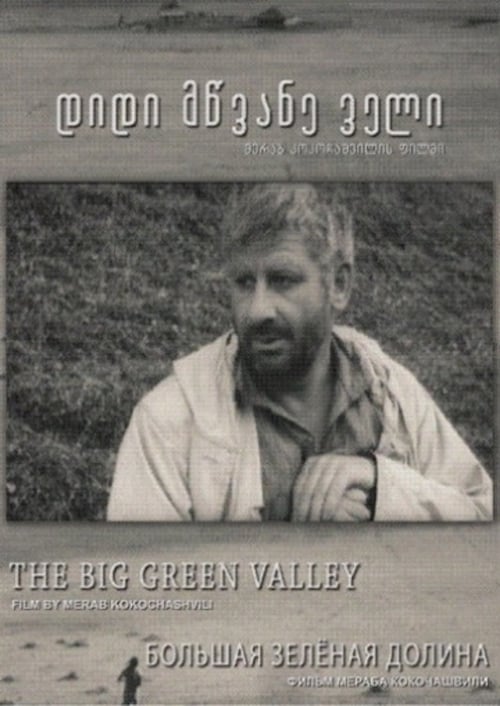 დიდი მწვანე ველი
მერაბ კოკოჩაშვილის ფილმი
THE BIG GREEN VALLEY
FILM BY MERAB KOKOCHASHVILI
БОЛЬШАЯ ЗЕЛЁНАЯ ДОЛИНА
ФИЛЬМ МЕРАБА КОКОЧАШВИЛИ